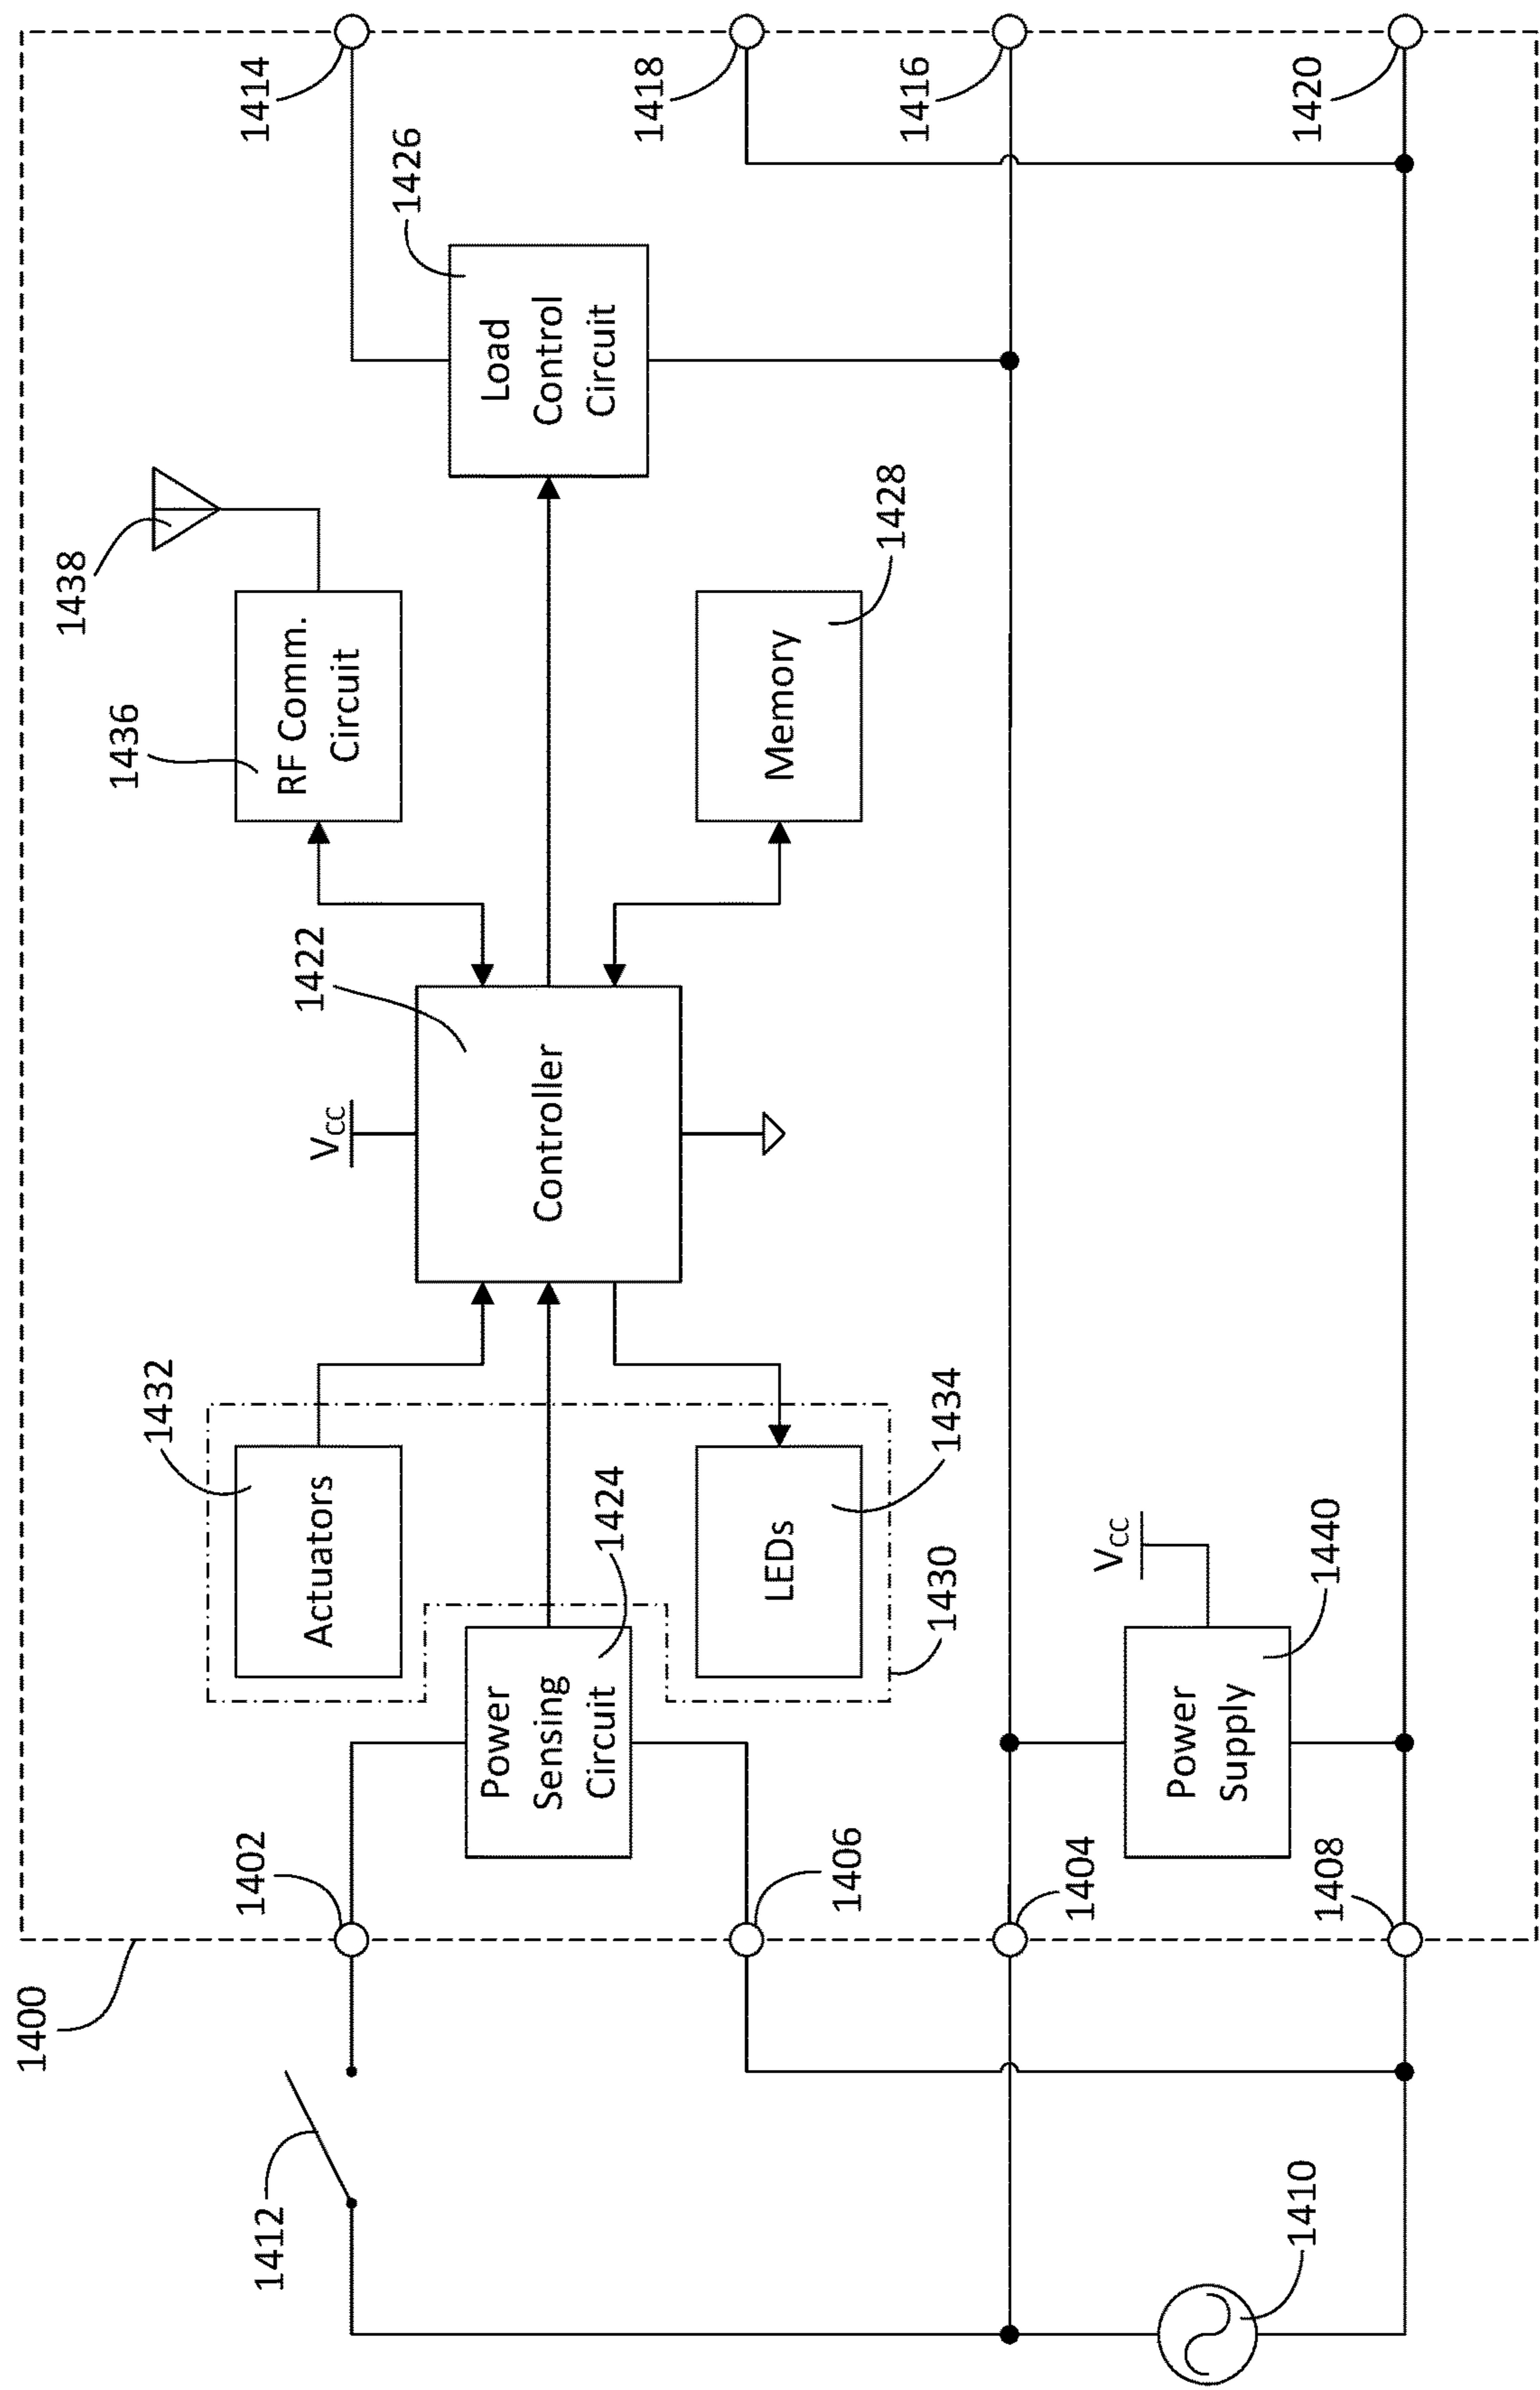 1400
1412
1410
1402
1406
1404
1408
1432
Actuators
Power
Sensing
Circuit
1424
LEDs
1434
1430
Power
Supply
1440
VCC
VCC
1422
Controller
1436
RF Comm.
Circuit
1438
Memory
1428
1426
Load
Control
Circuit
1414
1418
1416
1420